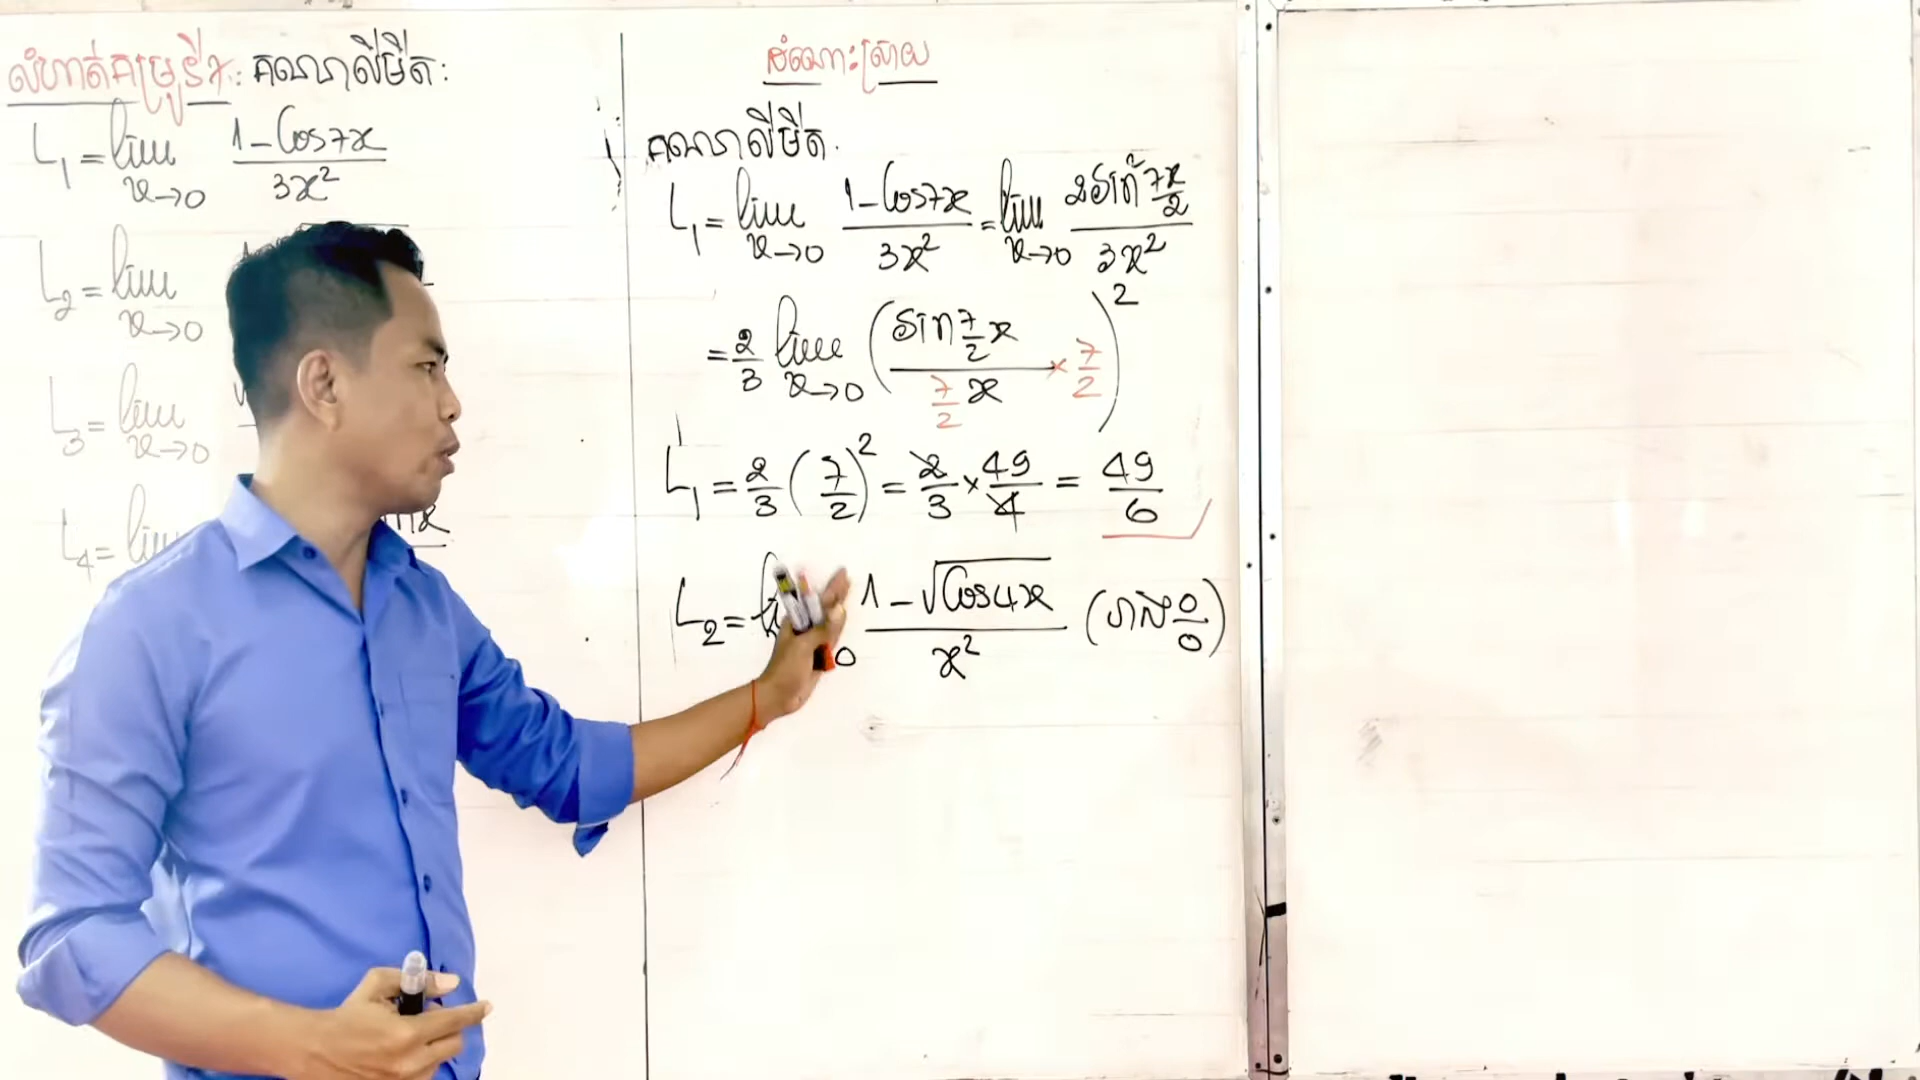 លំហាត់គម្រូទី៖ គណនាលីមីត:
L₁ = lim x→0 (1 - Cos7x)/(3x²)
L₂ = lim x→0
L₃ = lim x→0
L₄ = lim
ដំណោះស្រាយ
គណនាលីមីត.
L₁ = lim x→0 (1 - Cos7x)/(3x²) = lim x→0 (2sin² 7x/2)/(3x²)
= 2/3 lim x→0 ((sin 7/2 x)/(7/2 x) × 7/2)²
L₁ = 2/3 (7/2)² = 2/3 × 49/4 = 49/6
L₂ = 0 (1 - √Cos4x)/x² (រាង 0/0)